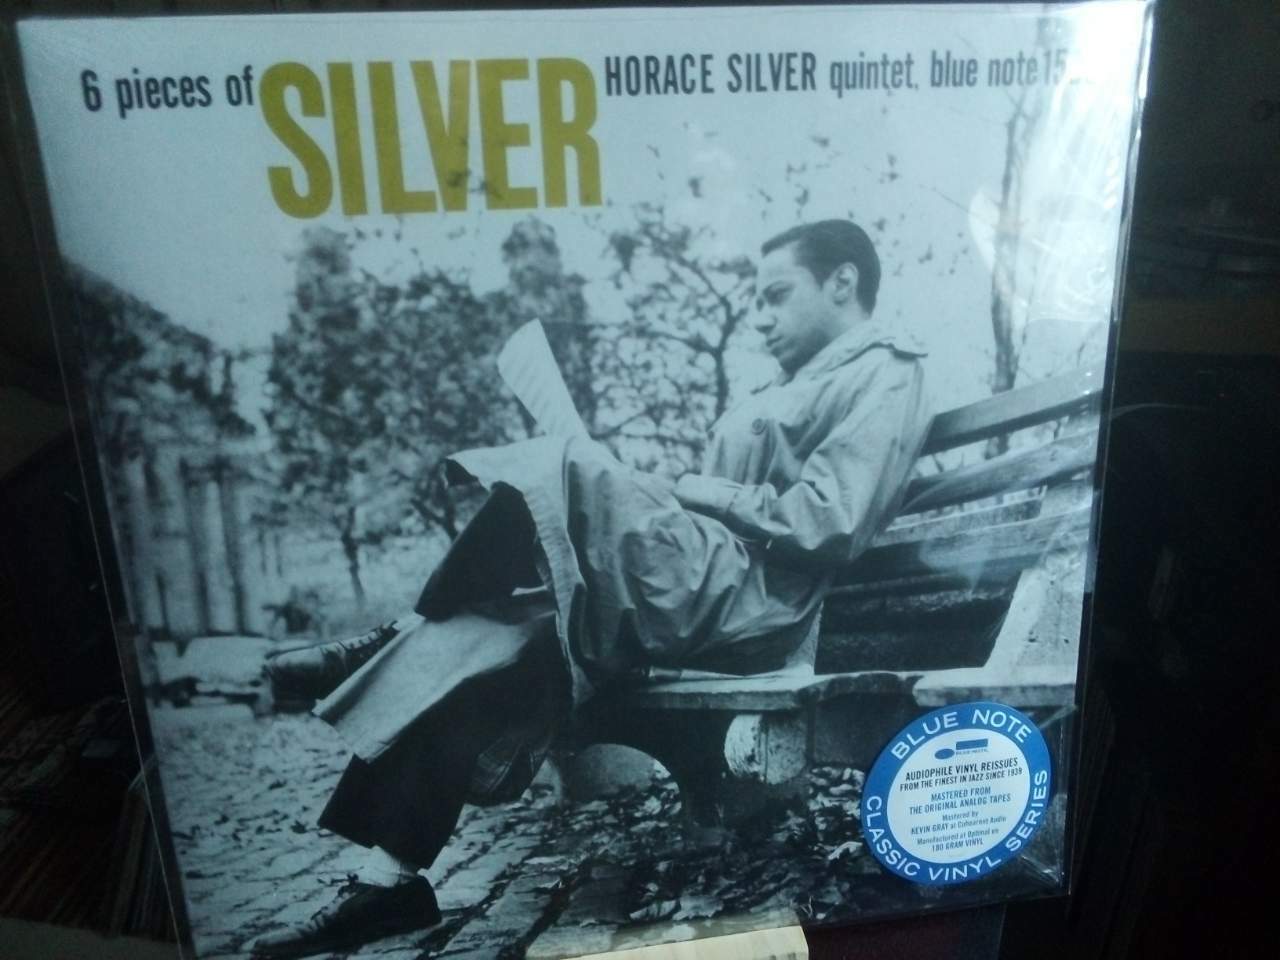 6 pieces of SILVER HORACE SILVER quintet, blue note 15
BLUE NOTE
BLUE NOTE
AUDIOPHILE VINYL REISSUES
FROM THE FINEST IN JAZZ SINCE 1939
MASTERED FROM
THE ORIGINAL ANALOG TAPES
Mastered by
KEVIN GRAY at Cohearent Audio
Manufactured at Optimal on
180 GRAM VINYL
CLASSIC VINYL SERIES